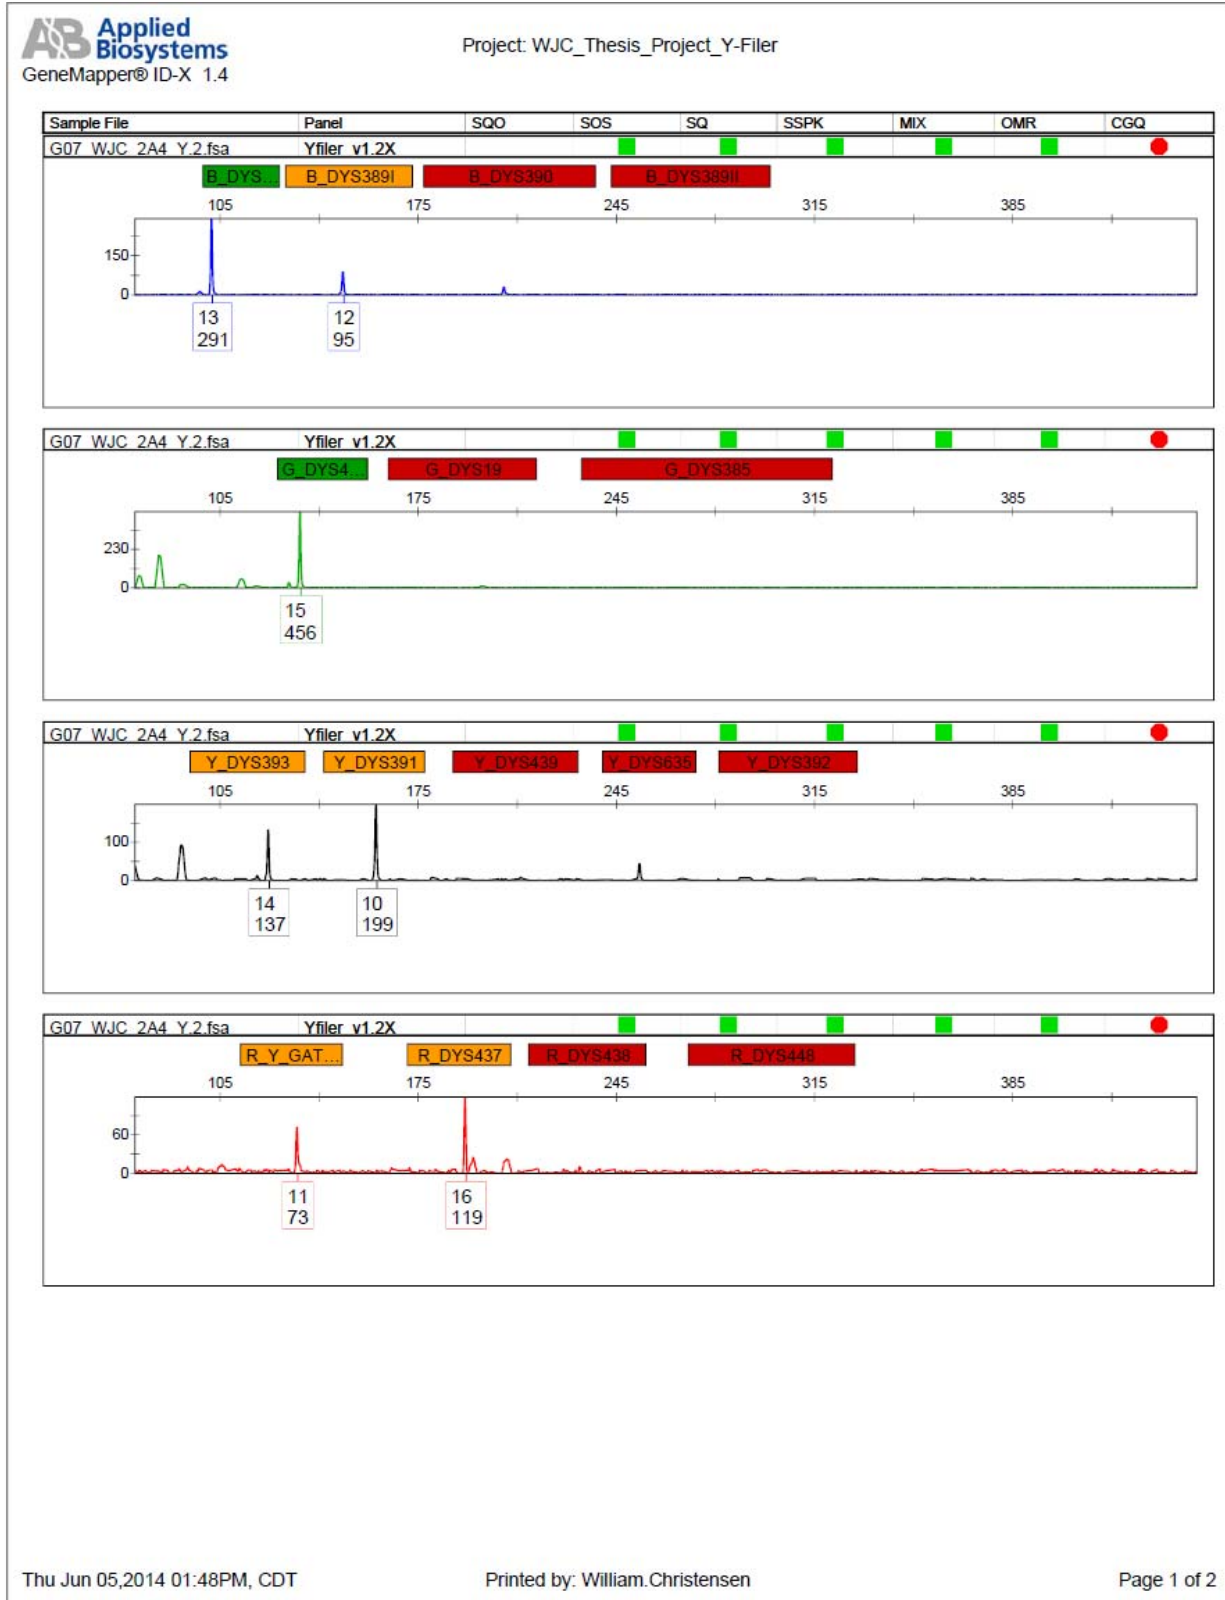 AB Applied Biosystems
GeneMapper® ID-X 1.4
Project: WJC_Thesis_Project_Y-Filer
Sample File Panel SQO SOS SQ SSPK MIX OMR CGQ
G07_WJC_2A4_Y.2.fsa Yfiler_v1.2X
B_DYS... B_DYS389I B_DYS390 B_DYS389II
105 175 245 315 385
150
0
13 12
291 95
G07_WJC_2A4_Y.2.fsa Yfiler_v1.2X
G_DYS4... G_DYS19 G_DYS385
105 175 245 315 385
230
0
15
456
G07_WJC_2A4_Y.2.fsa Yfiler_v1.2X
Y_DYS393 Y_DYS391 Y_DYS439 Y_DYS635 Y_DYS392
105 175 245 315 385
100
0
14 10
137 199
G07_WJC_2A4_Y.2.fsa Yfiler_v1.2X
R_Y_GAT... R_DYS437 R_DYS438 R_DYS448
105 175 245 315 385
60
0
11 16
73 119
Thu Jun 05,2014 01:48PM, CDT Printed by: William.Christensen Page 1 of 2